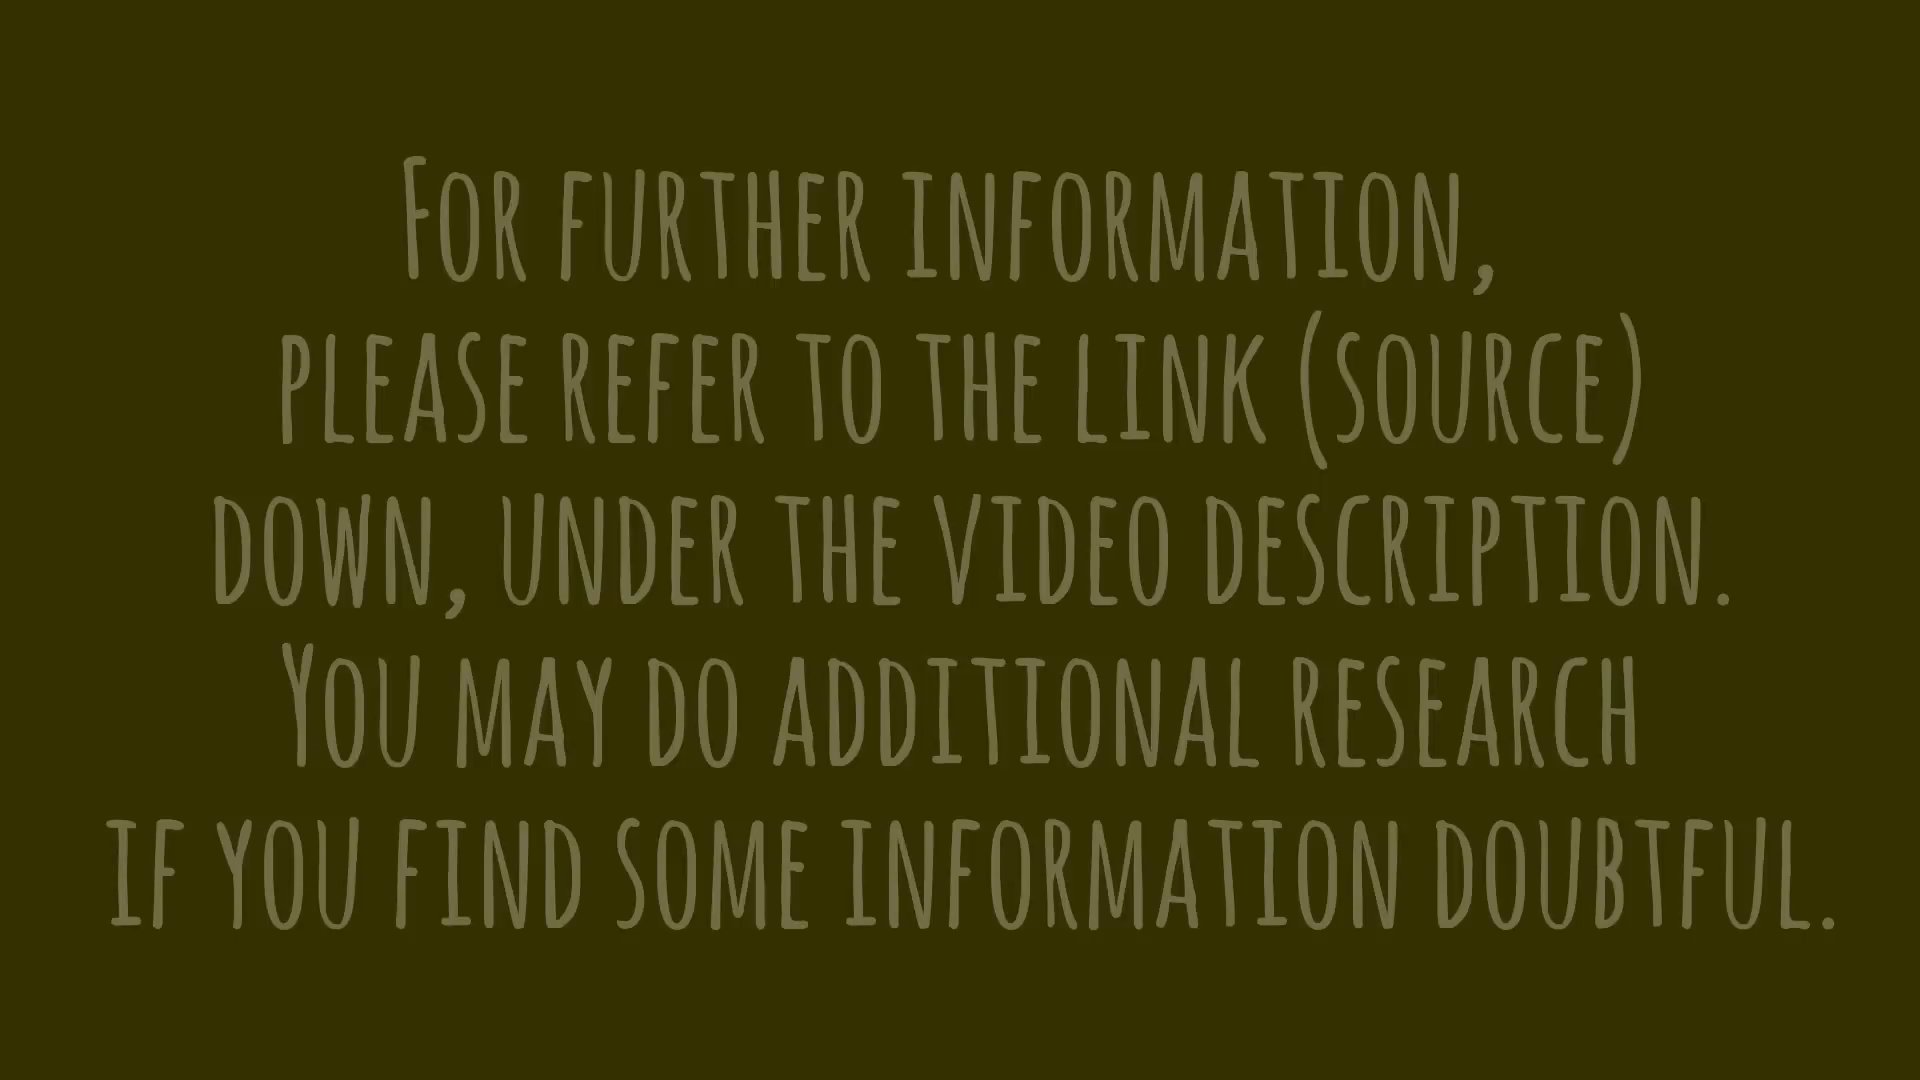 For further information,
please refer to the link (source)
down, under the video description.
You may do additional research
if you find some information doubtful.